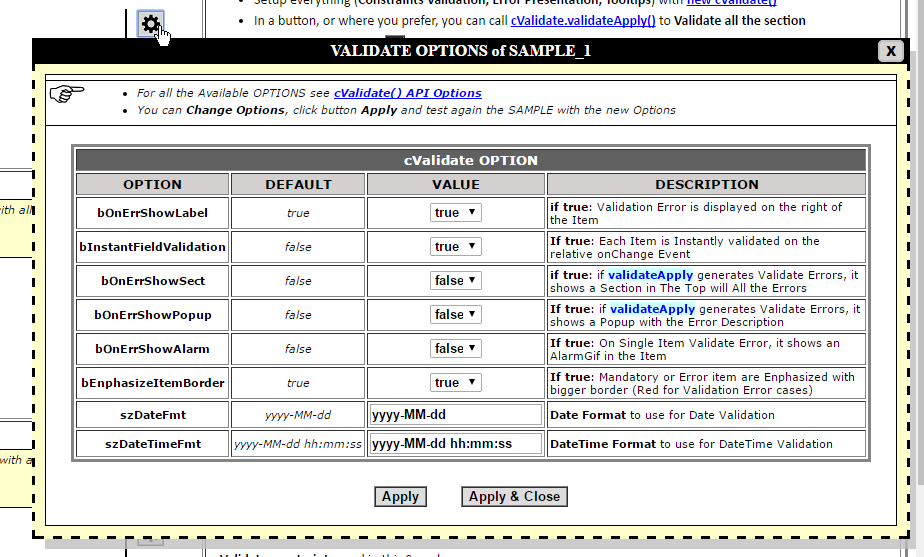 Setup everything (Constraints Validation, Error Presentation, Tooltips) with new cValidate()
In a button, or where you prefer, you can call cValidate.validateApply() to Validate all the section
VALIDATE OPTIONS of SAMPLE_1 X
For all the Available OPTIONS see cValidate() API Options
You can Change Options, click button Apply and test again the SAMPLE with the new Options
cValidate OPTION
OPTION DEFAULT VALUE DESCRIPTION
bOnErrShowLabel true true if true: Validation Error is displayed on the right of
the Item
bInstantFieldValidation false true If true: Each Item is Instantly validated on the
relative onChange Event
bOnErrShowSect false false if true: if validateApply generates Validate Errors, it
shows a Section in The Top will All the Errors
bOnErrShowPopup false false If true: if validateApply generates Validate Errors, it
shows a Popup with the Error Description
bOnErrShowAlarm false false If true: On Single Item Validate Error, it shows an
AlarmGif in the Item
bEnphasizeItemBorder true true If true: Mandatory or Error item are Enphasized with
bigger border (Red for Validation Error cases)
szDateFmt yyyy-MM-dd yyyy-MM-dd Date Format to use for Date Validation
szDateTimeFmt yyyy-MM-dd hh:mm:ss yyyy-MM-dd hh:mm:ss DateTime Format to use for DateTime Validation
with all
with a
Apply Apply & Close